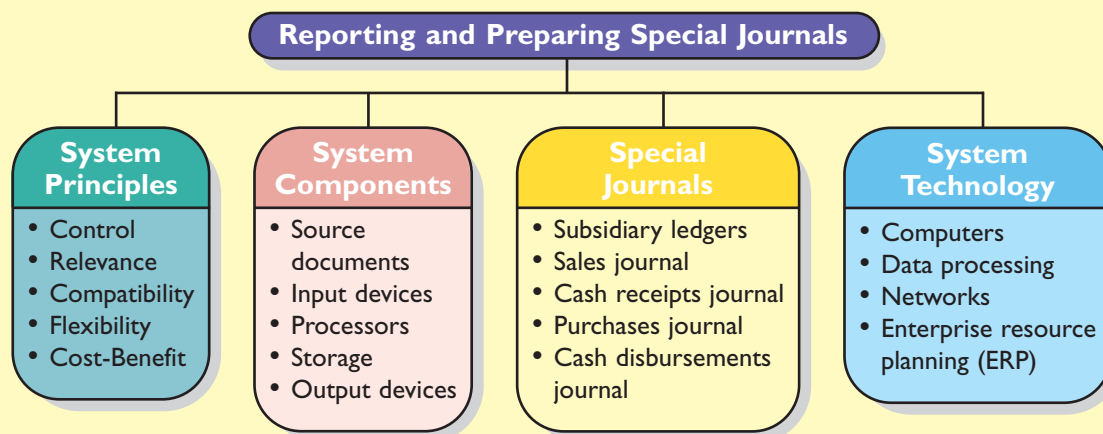 Reporting and Preparing Special Journals
System
Principles
• Control
• Relevance
• Compatibility
• Flexibility
• Cost-Benefit
System
Components
• Source
documents
• Input devices
• Processors
• Storage
• Output devices
Special
Journals
• Subsidiary ledgers
• Sales journal
• Cash receipts journal
• Purchases journal
• Cash disbursements
journal
System
Technology
• Computers
• Data processing
• Networks
• Enterprise resource
planning (ERP)